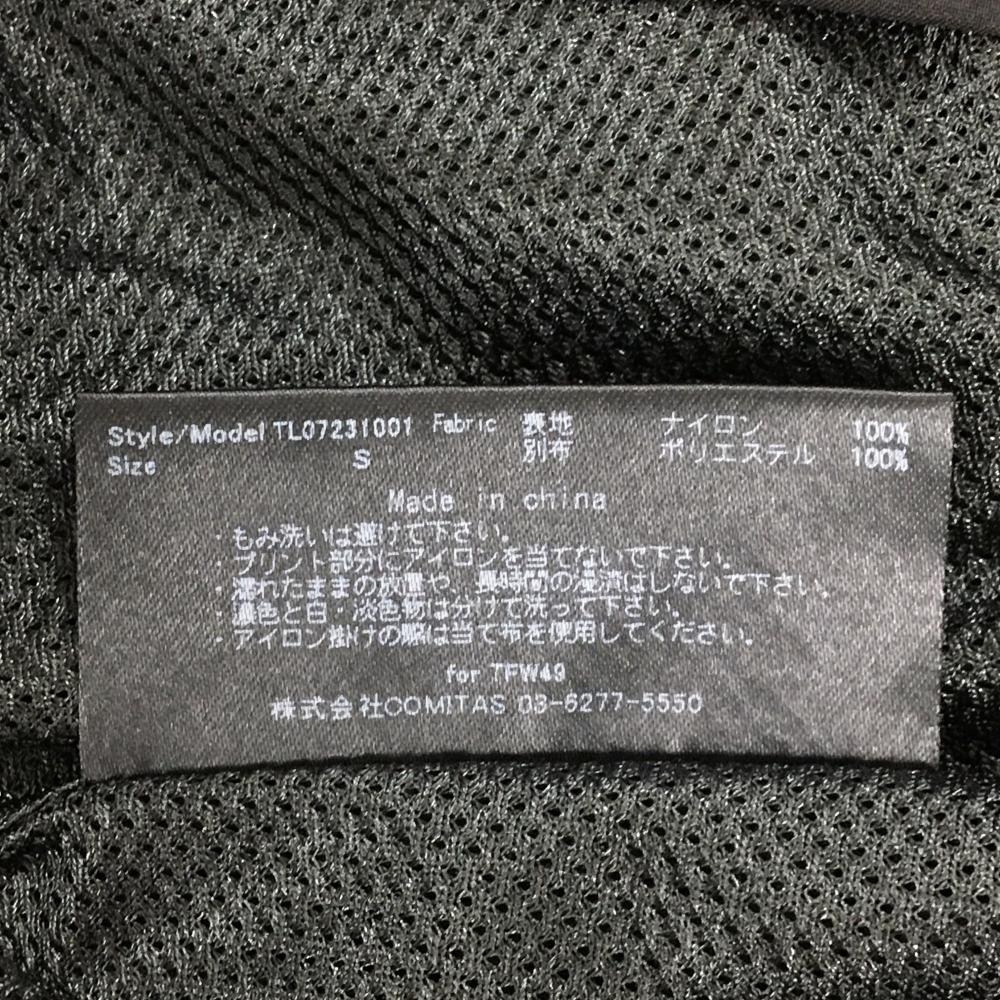 Style/Model TL07231001 Fabric 表地 ナイロン 100%
Size S 別布 ポリエステル 100%
Made in china
・もみ洗いは避けて下さい。
・プリント部分にアイロンを当てないで下さい。
・濡れたままの放置や、長時間の浸漬はしないで下さい。
・濃色と白・淡色物は分けて洗って下さい。
・アイロン掛けの際は当て布を使用してください。
for TFW49
株式会社COMITAS 03-6277-5550